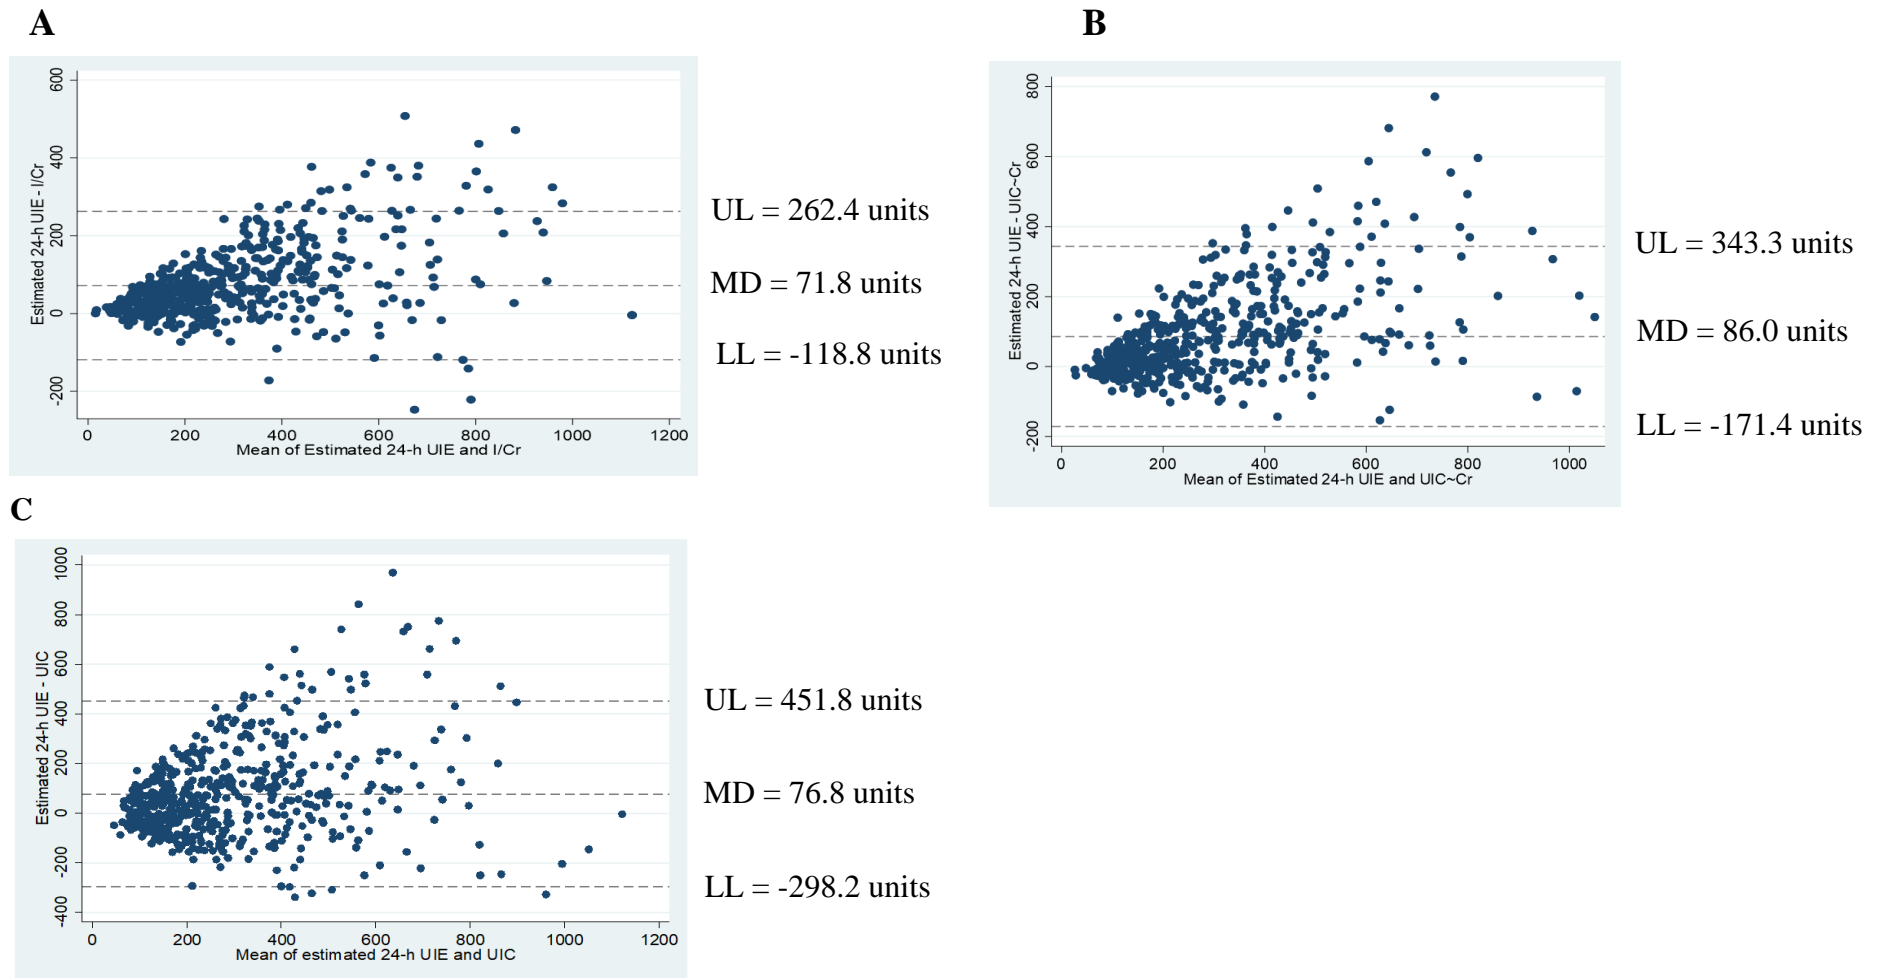 A
600
400
200
0
-200
Estimated 24-h UIE - I/Cr
0 200 400 600 800 1000 1200
Mean of Estimated 24-h UIE and I/Cr
UL = 262.4 units
MD = 71.8 units
LL = -118.8 units
B
800
600
400
200
0
-200
Estimated 24-h UIE - UIC~Cr
0 200 400 600 800 1000
Mean of Estimated 24-h UIE and UIC~Cr
UL = 343.3 units
MD = 86.0 units
LL = -171.4 units
C
1000
800
600
400
200
0
-200
-400
Estimated 24-h UIE - UIC
0 200 400 600 800 1000 1200
Mean of estimated 24-h UIE and UIC
UL = 451.8 units
MD = 76.8 units
LL = -298.2 units